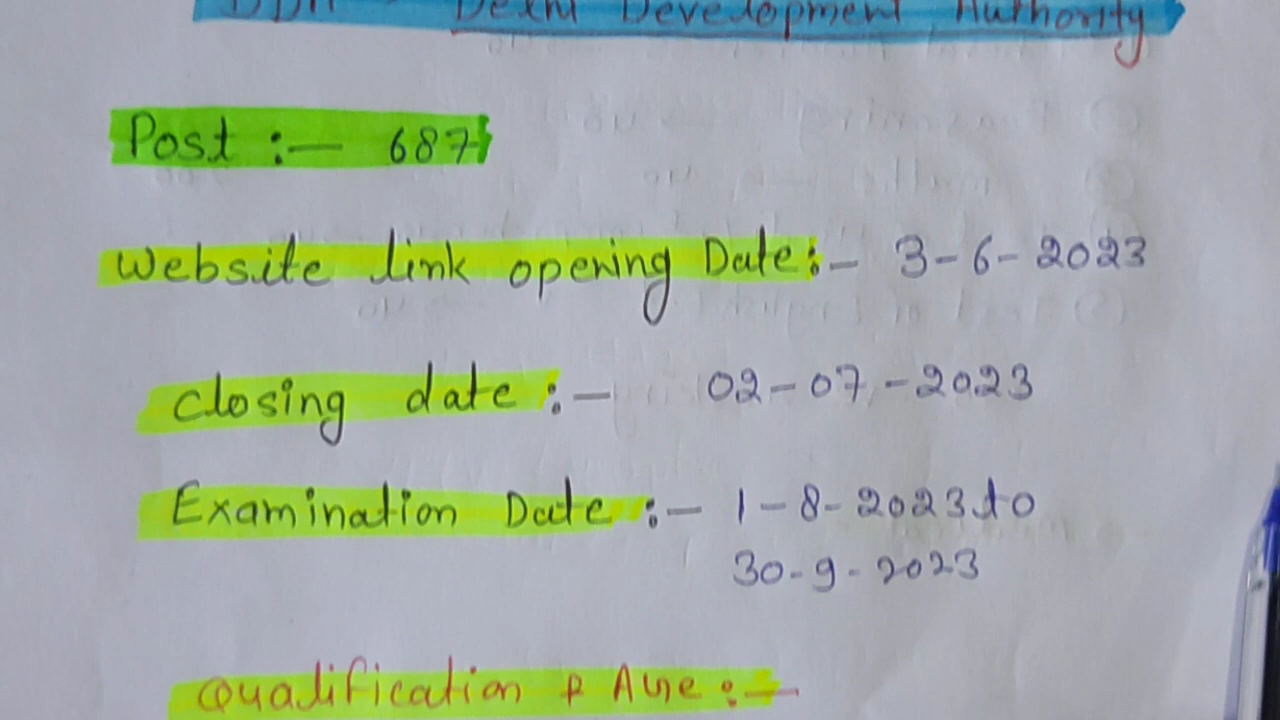 DDA - Delhi Development Authority
Post :- 687
Website link opening Date:- 3-6-2023
Closing date :- 02-07-2023
Examination Date :- 1-8-2023 to
30-9-2023
Qualification & Age :-